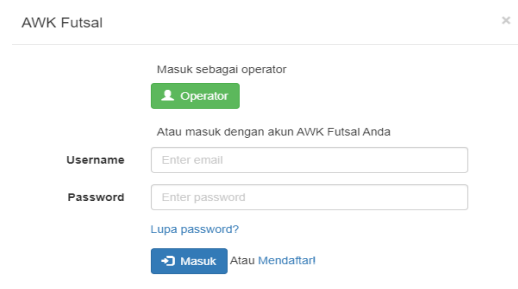 AWK Futsal ×
Masuk sebagai operator
Operator
Atau masuk dengan akun AWK Futsal Anda
Username Enter email
Password Enter password
Lupa password?
Masuk Atau Mendaftar!